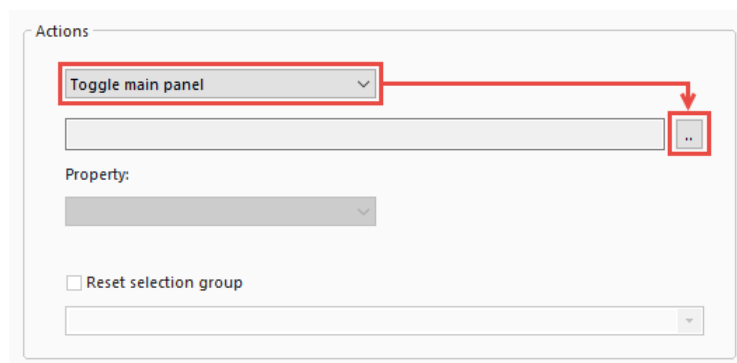 Actions
Toggle main panel
..
Property:
Reset selection group